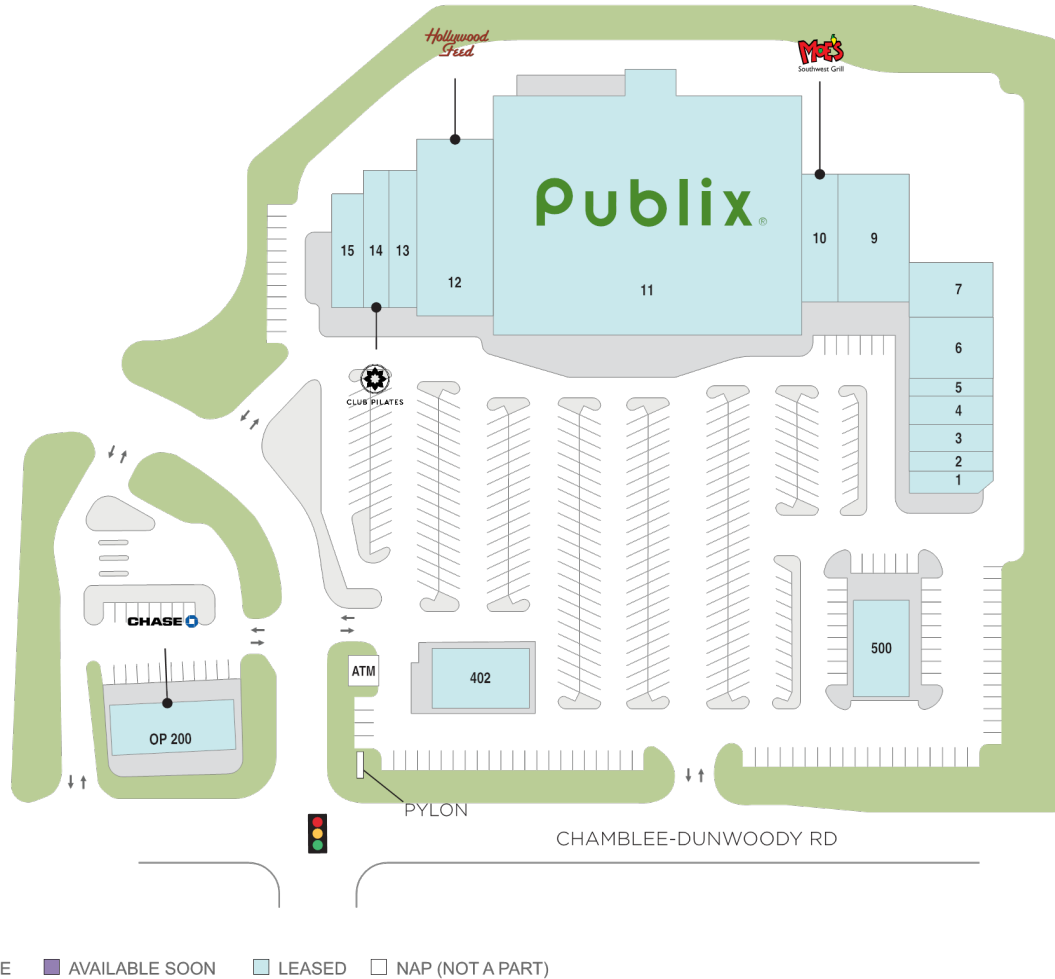 Hollywood
Feed
MOE'S
Southwest Grill
Publix®
15
14
13
12
11
10
9
7
6
5
4
3
2
1
CLUB PILATES
CHASE
OP 200
ATM
402
500
PYLON
CHAMBLEE-DUNWOODY RD
E
AVAILABLE SOON
LEASED
NAP (NOT A PART)